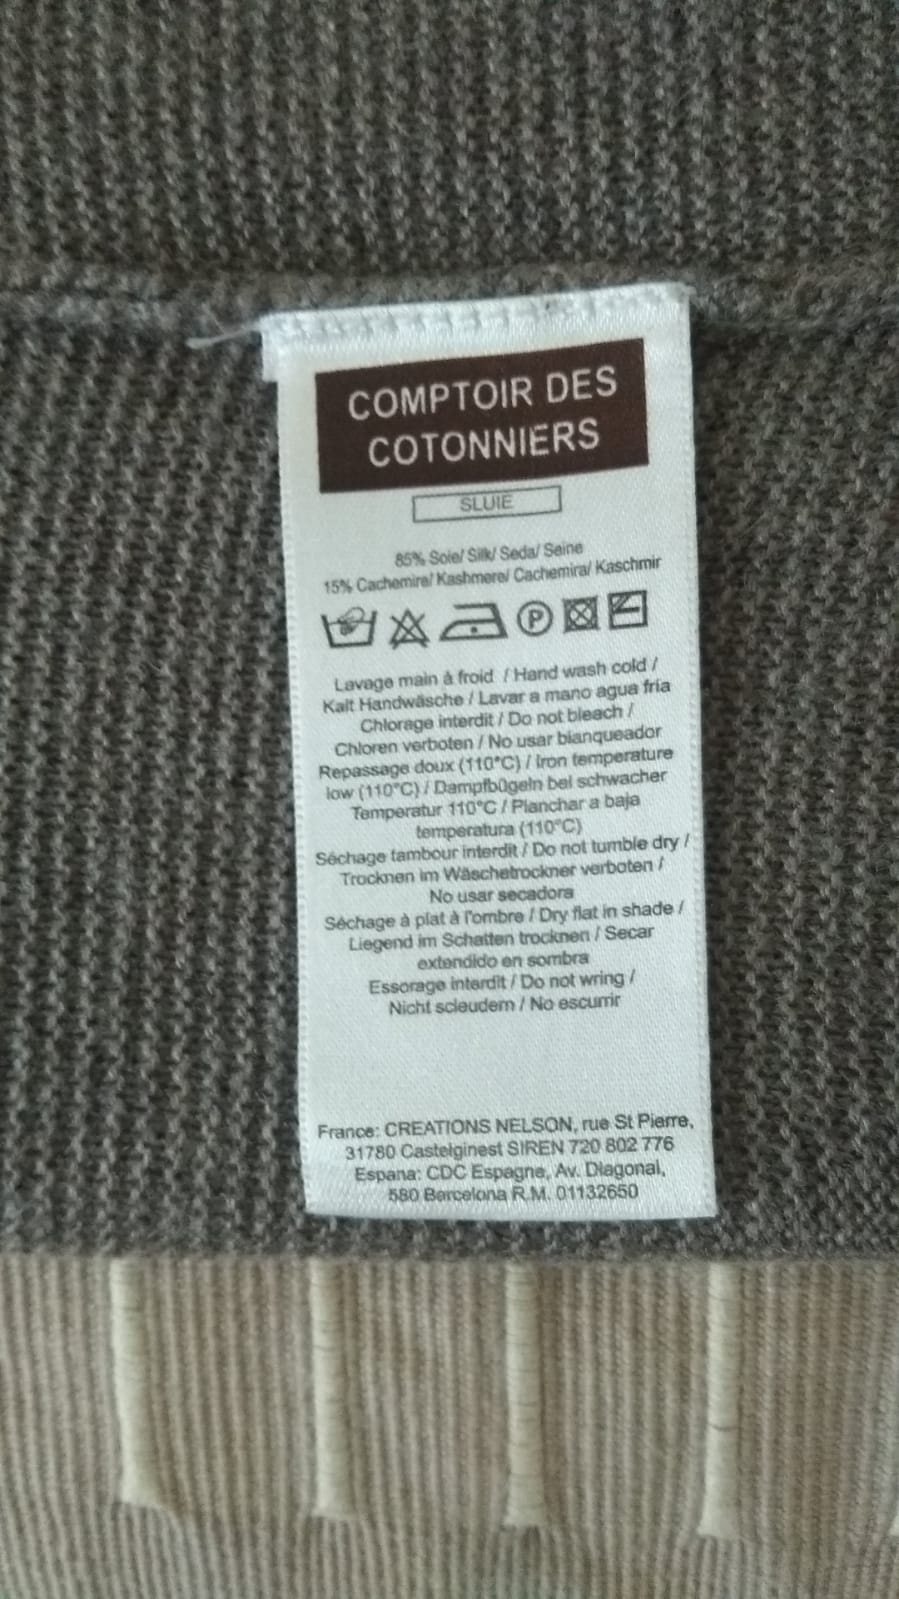 COMPTOIR DES
COTONNIERS
SLUIE
85% Soie/ Silk/ Seda/ Seine
15% Cachemire/ Kashmere/ Cachemira/ Kaschmir
P
Lavage main à froid / Hand wash cold /
Kalt Handwäsche / Lavar a mano agua fría
Chlorage interdit / Do not bleach /
Chloren verboten / No usar blanqueador
Repassage doux (110°C) / Iron temperature
low (110°C) / Dampfbügeln bei schwacher
Temperatur 110°C / Planchar a baja
temperatura (110°C)
Séchage tambour interdit / Do not tumble dry /
Trocknen im Wäschetrockner verboten /
No usar secadora
Séchage à plat à l'ombre / Dry flat in shade /
Liegend im Schatten trocknen / Secar
extendido en sombra
Essorage interdit / Do not wring /
Nicht scleudern / No escurrir
France: CREATIONS NELSON, rue St Pierre,
31780 Castelginest SIREN 720 802 776
Espana: CDC Espagne, Av. Diagonal,
580 Barcelona R.M. 01132650